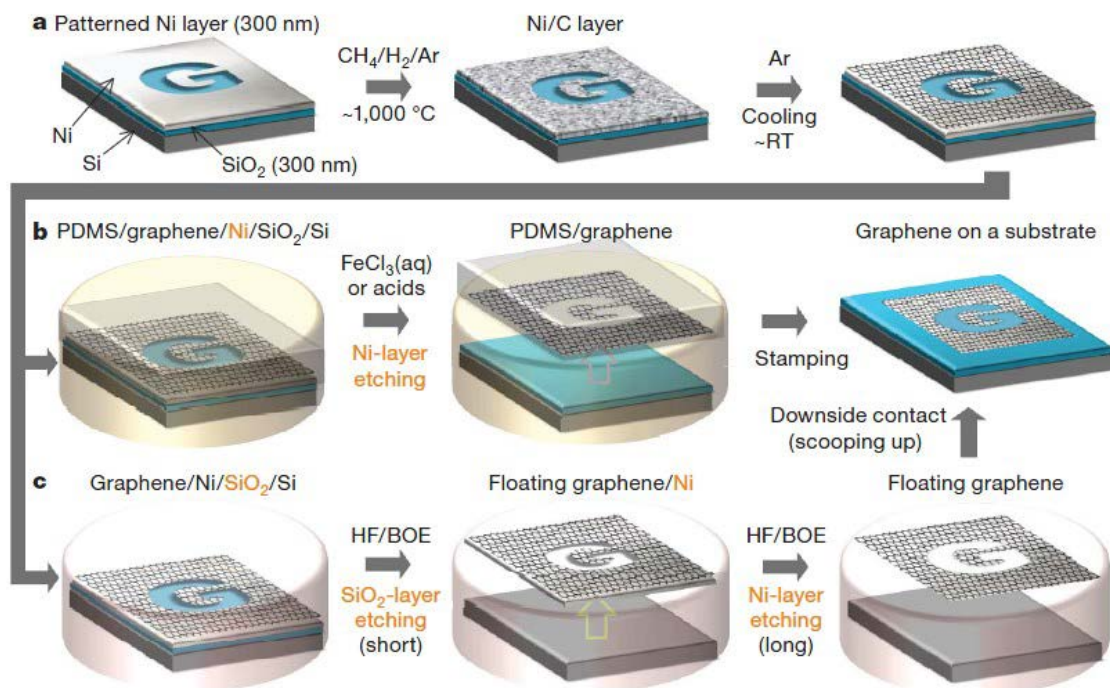 a Patterned Ni layer (300 nm)
Ni/C layer
CH₄/H₂/Ar
~1,000 °C
Ar
Cooling
~RT
Ni
Si
SiO₂ (300 nm)
G
G
G
b PDMS/graphene/Ni/SiO₂/Si
PDMS/graphene
Graphene on a substrate
FeCl₃(aq)
or acids
Ni-layer
etching
Stamping
G
G
G
Downside contact
(scooping up)
c Graphene/Ni/SiO₂/Si
Floating graphene/Ni
Floating graphene
HF/BOE
SiO₂-layer
etching
(short)
HF/BOE
Ni-layer
etching
(long)
G
G
G